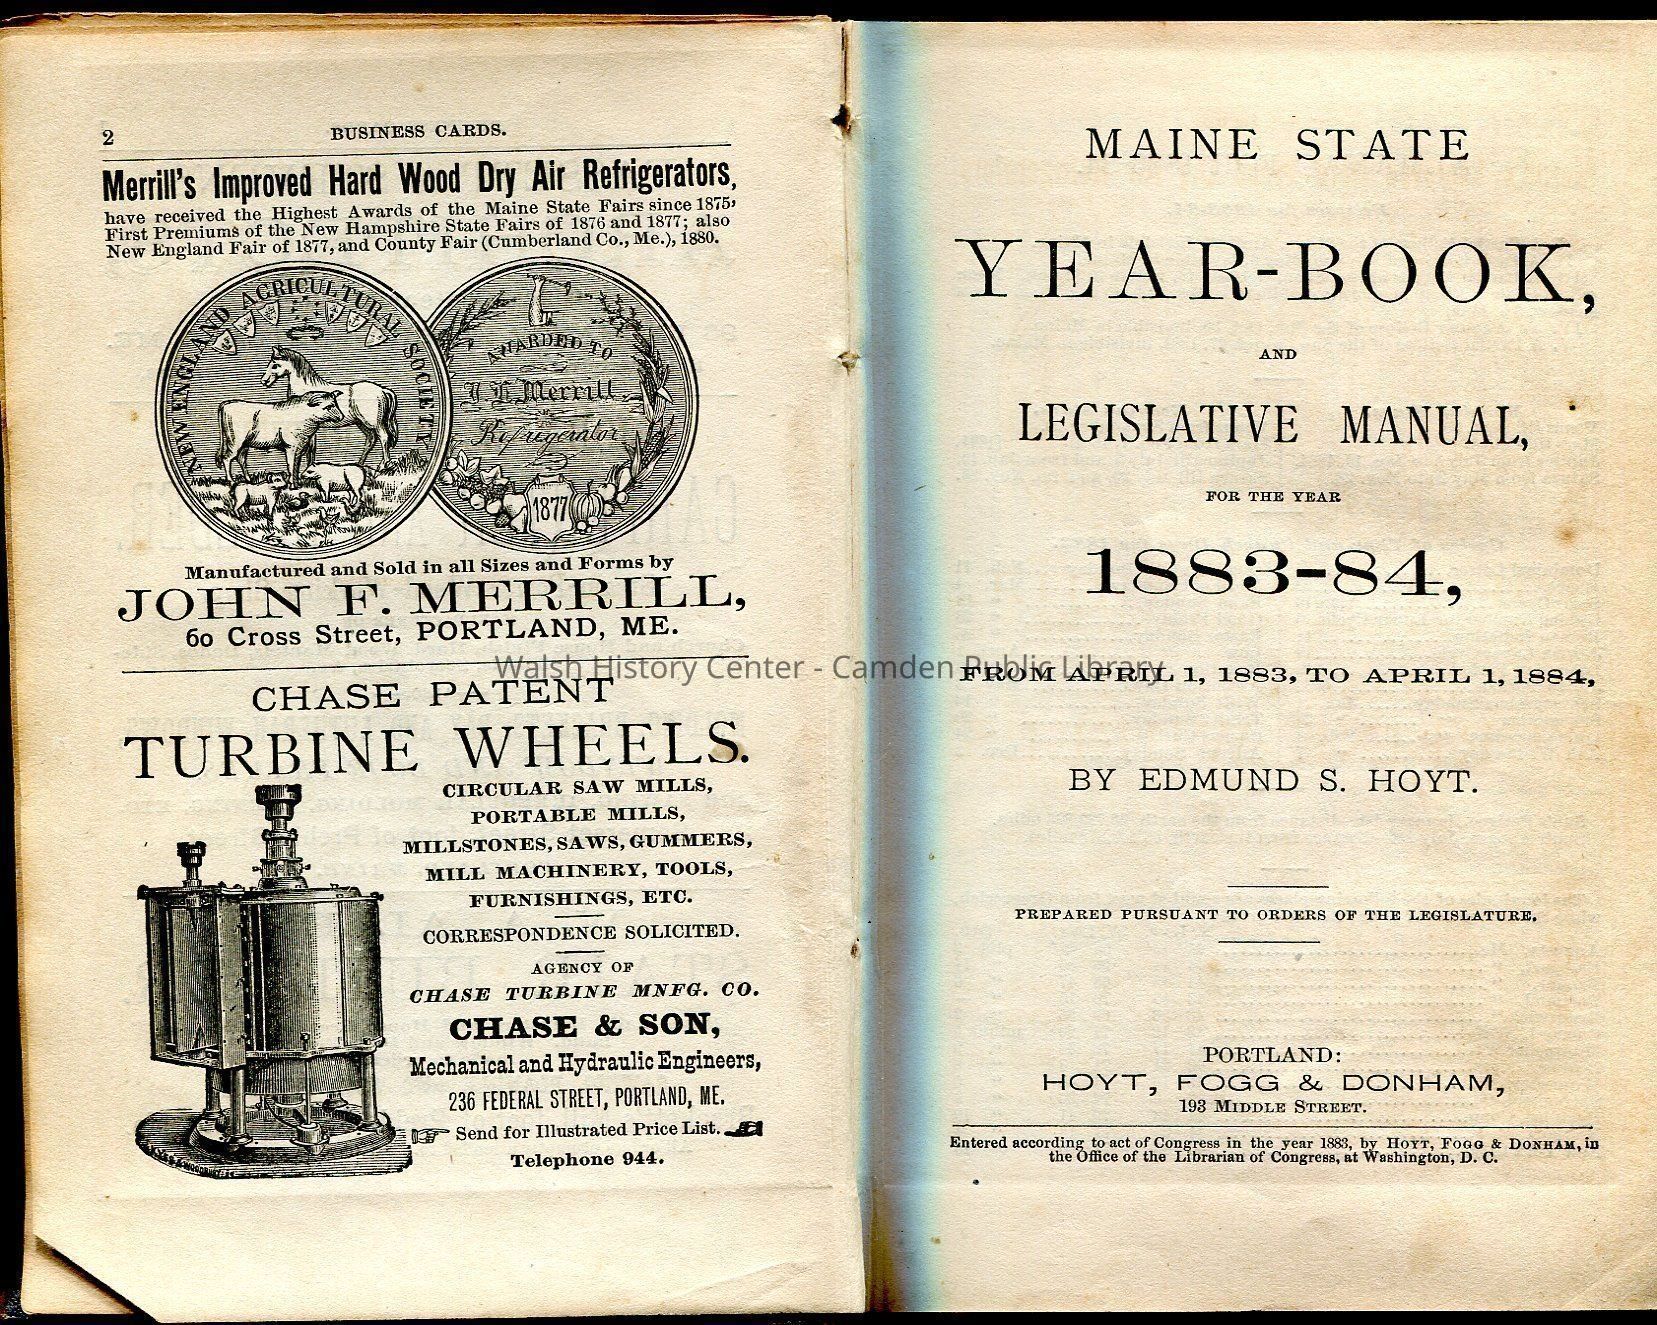 2
BUSINESS CARDS.
Merrill's Improved Hard Wood Dry Air Refrigerators,
have received the Highest Awards of the Maine State Fairs since 1875,
First Premiums of the New Hampshire State Fairs of 1876 and 1877; also
New England Fair of 1877, and County Fair (Cumberland Co., Me.), 1880.
NEW ENGLAND AGRICULTURAL SOCIETY
AWARDED TO
J. F. Merrill,
Refrigerator
1877
Manufactured and Sold in all Sizes and Forms by
JOHN F. MERRILL,
60 Cross Street, PORTLAND, ME.
CHASE PATENT
TURBINE WHEELS.
CIRCULAR SAW MILLS,
PORTABLE MILLS,
MILLSTONES, SAWS, GUMMERS,
MILL MACHINERY, TOOLS,
FURNISHINGS, ETC.
CORRESPONDENCE SOLICITED.
AGENCY OF
CHASE TURBINE MNFG. CO.
CHASE & SON,
Mechanical and Hydraulic Engineers,
236 FEDERAL STREET, PORTLAND, ME.
Send for Illustrated Price List.
Telephone 944.
Walsh History Center - Camden Public Library
MAINE STATE
YEAR-BOOK,
AND
LEGISLATIVE MANUAL,
FOR THE YEAR
1883-84,
FROM APRIL 1, 1883, TO APRIL 1, 1884,
BY EDMUND S. HOYT.
PREPARED PURSUANT TO ORDERS OF THE LEGISLATURE.
PORTLAND:
HOYT, FOGG & DONHAM,
193 MIDDLE STREET.
Entered according to act of Congress in the year 1883, by HOYT, FOGG & DONHAM, in
the Office of the Librarian of Congress, at Washington, D. C.